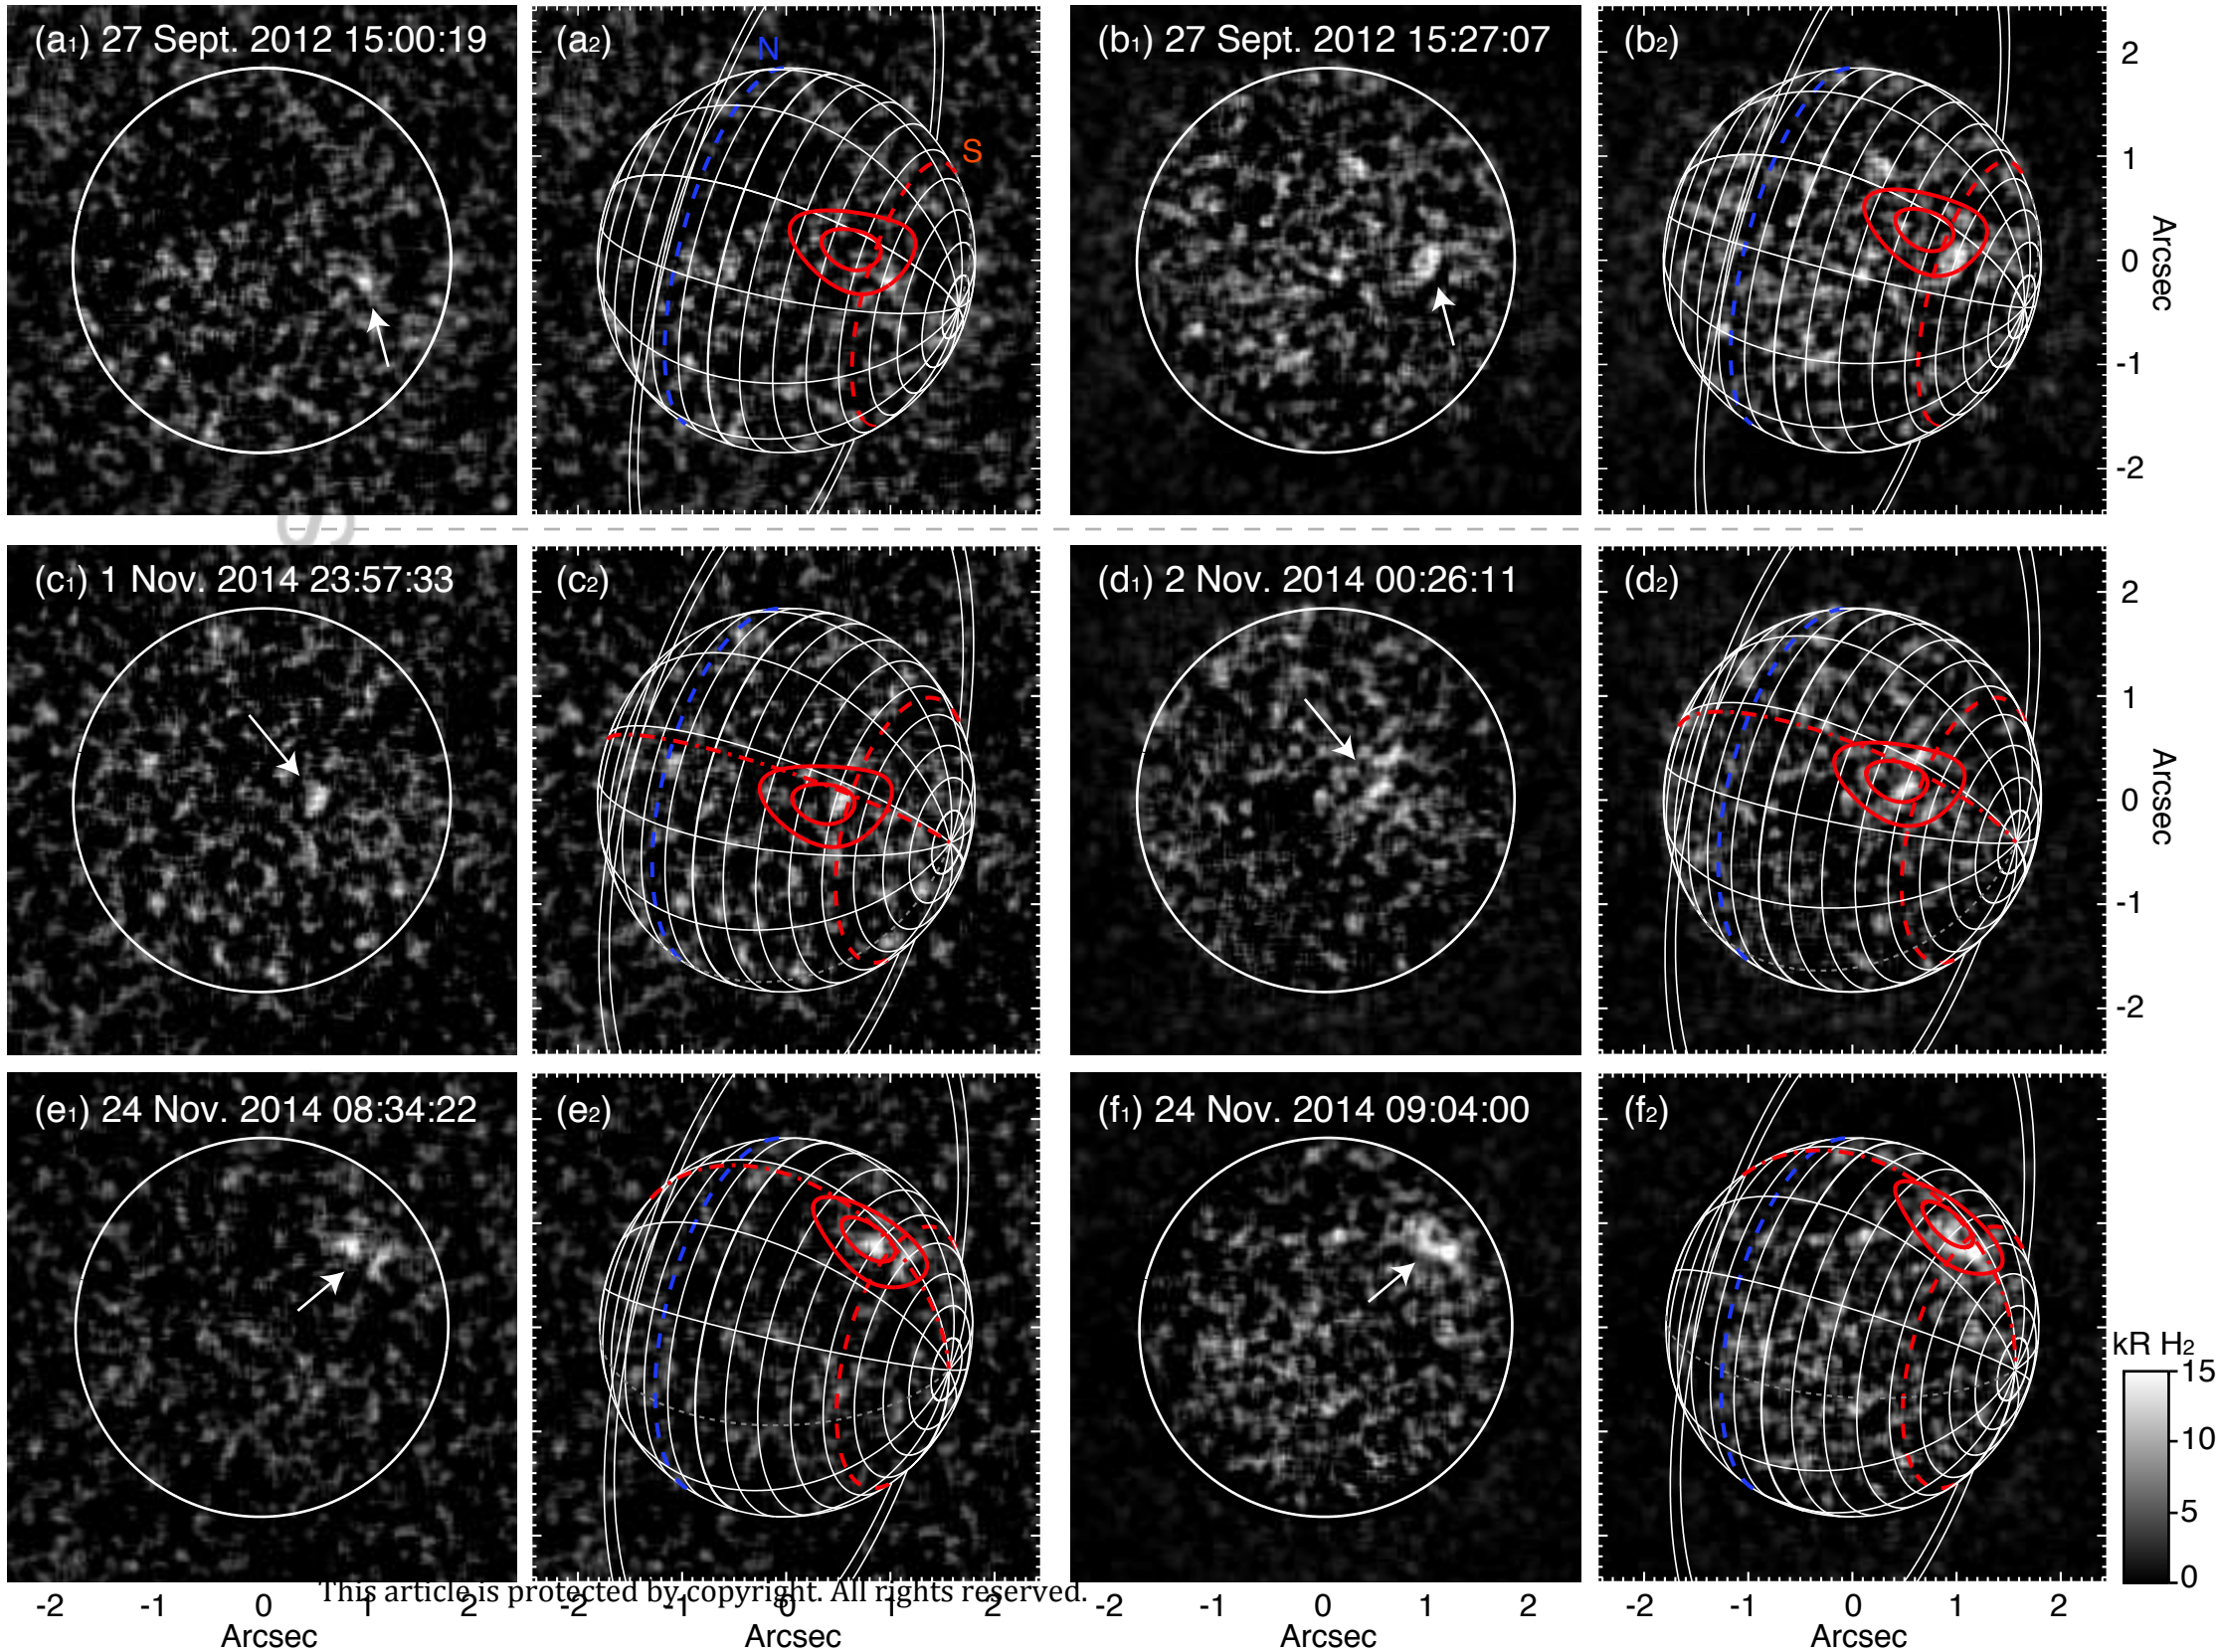 (a1) 27 Sept. 2012 15:00:19
(a2)
N
S
(b1) 27 Sept. 2012 15:27:07
(b2)
2
1
0
-1
-2
Arcsec
(c1) 1 Nov. 2014 23:57:33
(c2)
(d1) 2 Nov. 2014 00:26:11
(d2)
2
1
0
-1
-2
Arcsec
(e1) 24 Nov. 2014 08:34:22
(e2)
(f1) 24 Nov. 2014 09:04:00
(f2)
kR H2
15
10
5
0
This article is protected by copyright. All rights reserved.
-2 -1 0 1 2
-2 -1 0 1 2
-2 -1 0 1 2
-2 -1 0 1 2
Arcsec
Arcsec
Arcsec
Arcsec